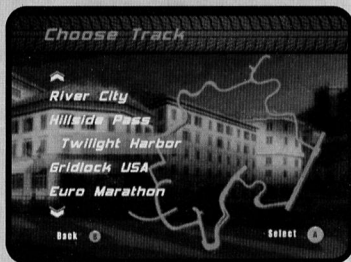 Choose Track
River City
Hillside Pass
Twilight Harbor
Gridlock USA
Euro Marathon
Back B
Select A